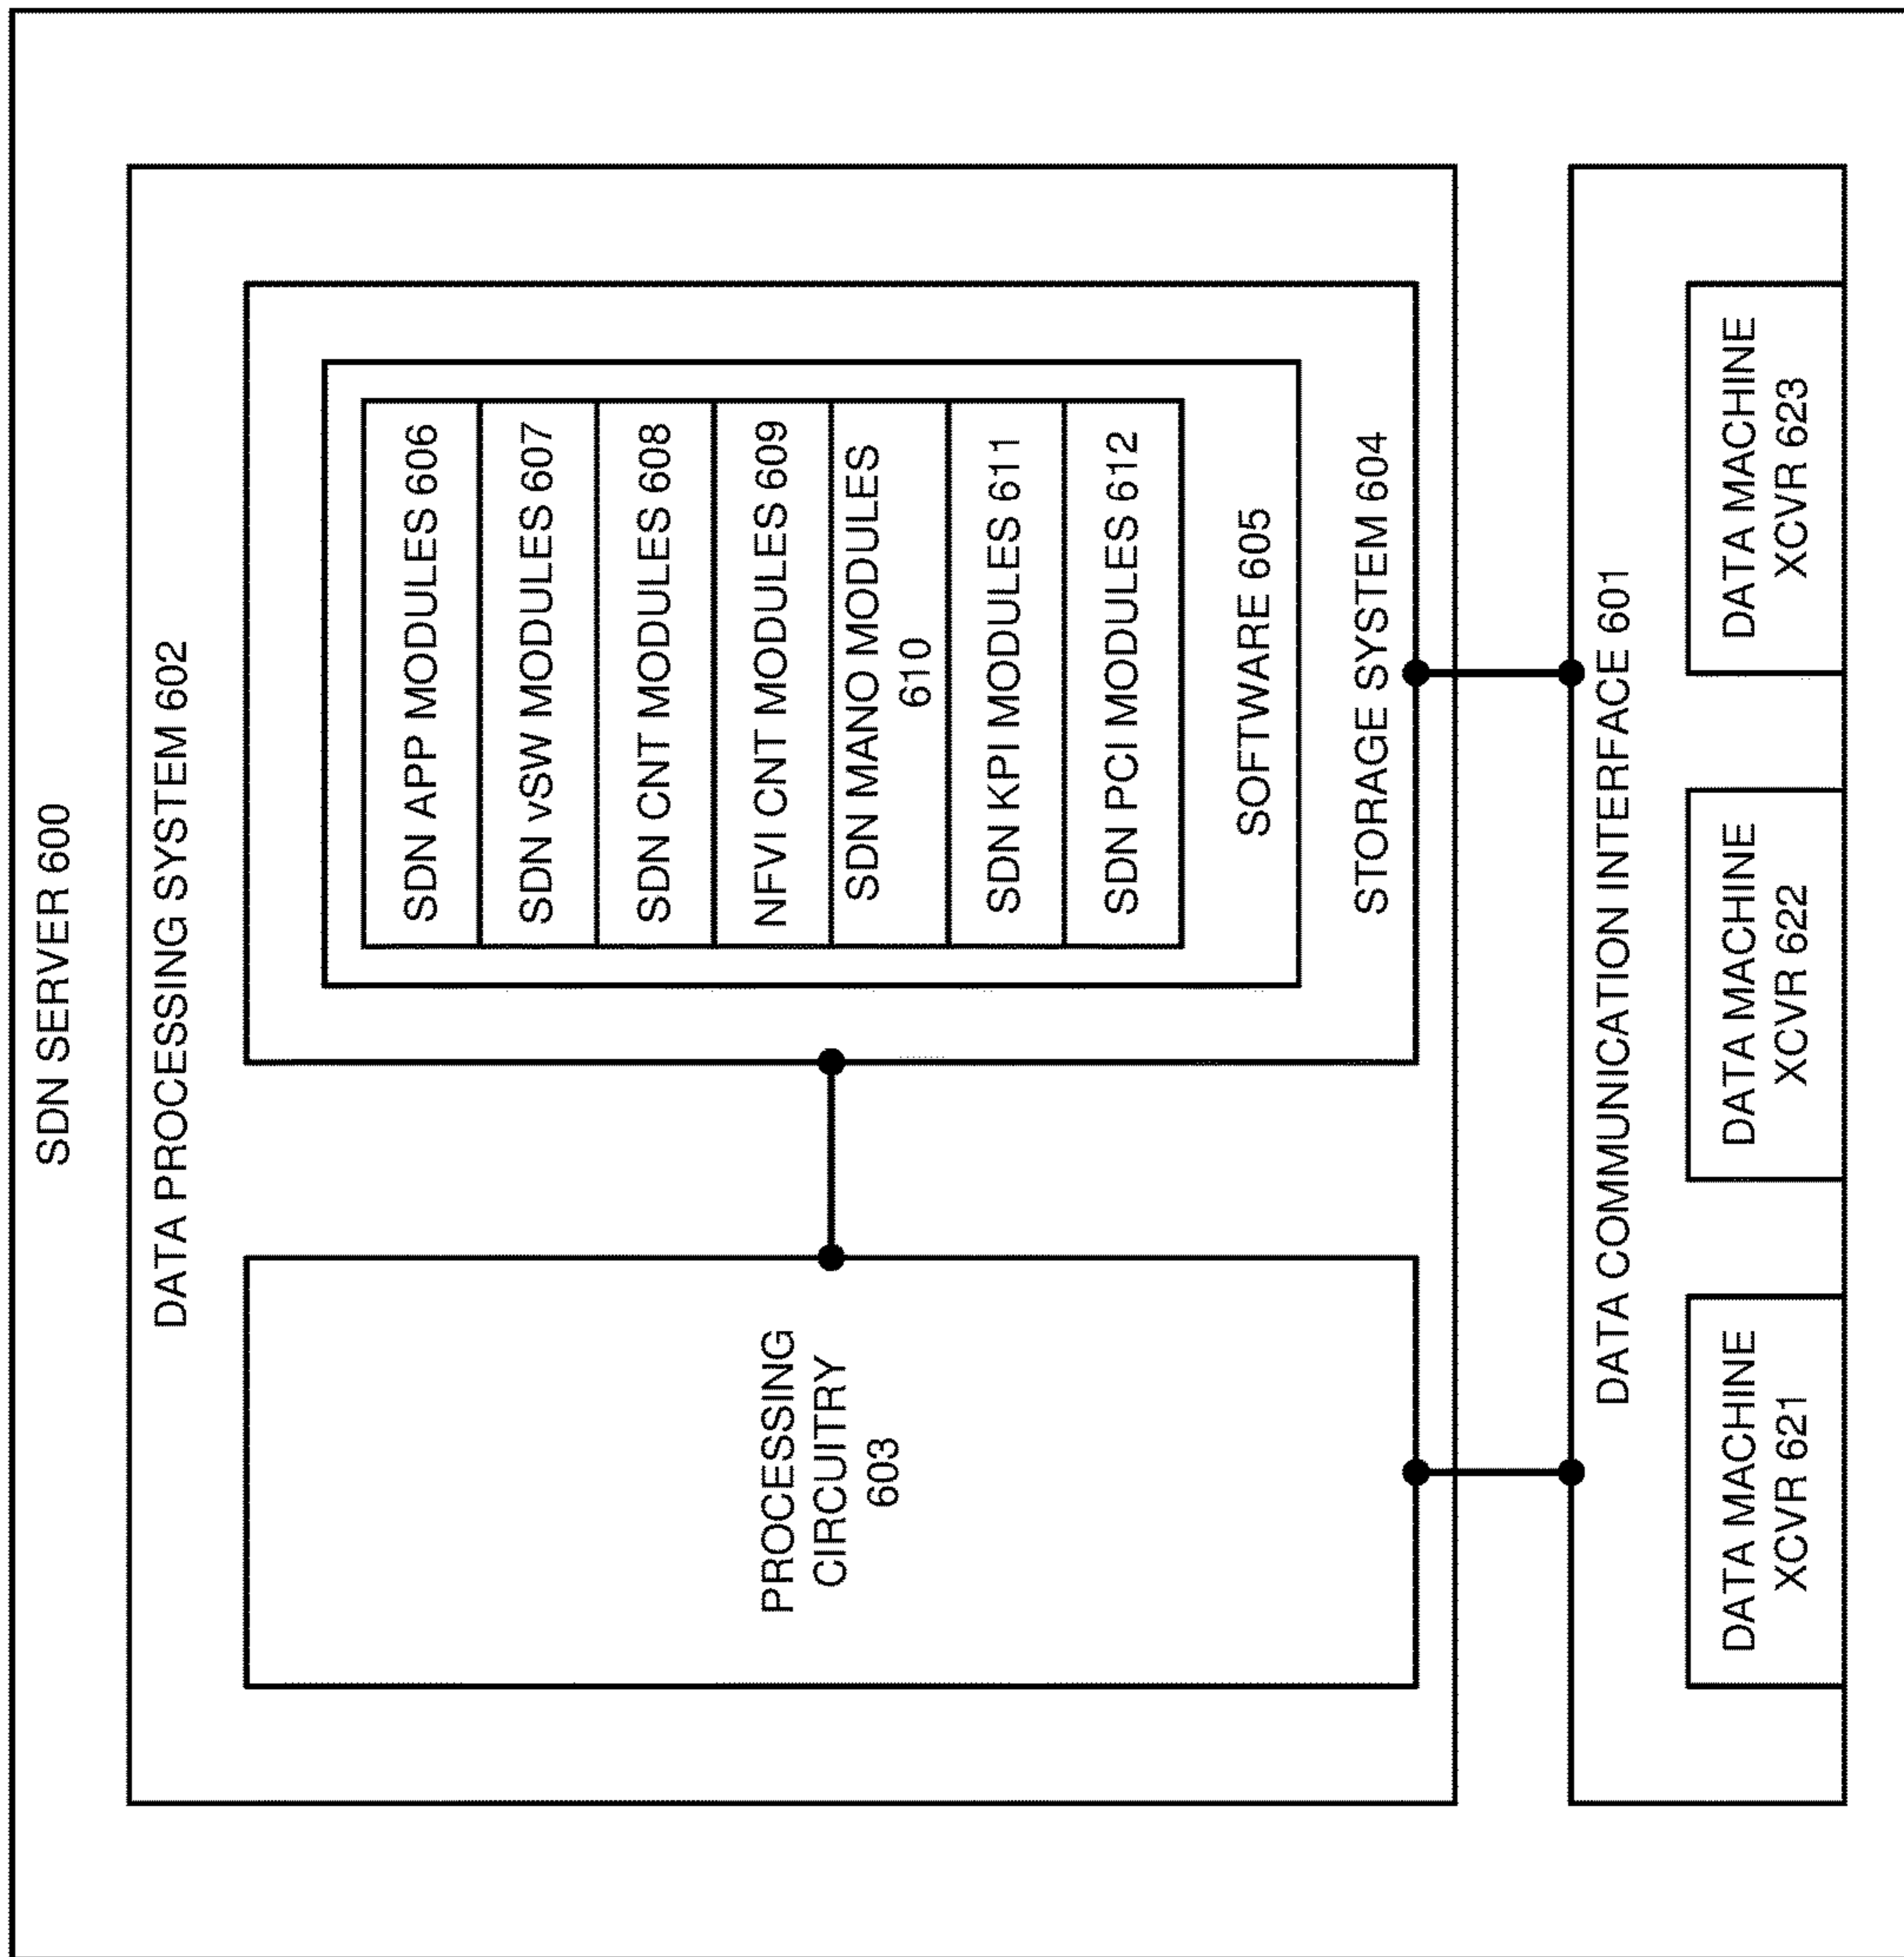 SDN SERVER 600
DATA PROCESSING SYSTEM 602
PROCESSING
CIRCUITRY
603
SDN APP MODULES 606
SDN vSW MODULES 607
SDN CNT MODULES 608
NFVI CNT MODULES 609
SDN MANO MODULES
610
SDN KPI MODULES 611
SDN PCI MODULES 612
SOFTWARE 605
STORAGE SYSTEM 604
DATA COMMUNICATION INTERFACE 601
DATA MACHINE
XCVR 621
DATA MACHINE
XCVR 622
DATA MACHINE
XCVR 623